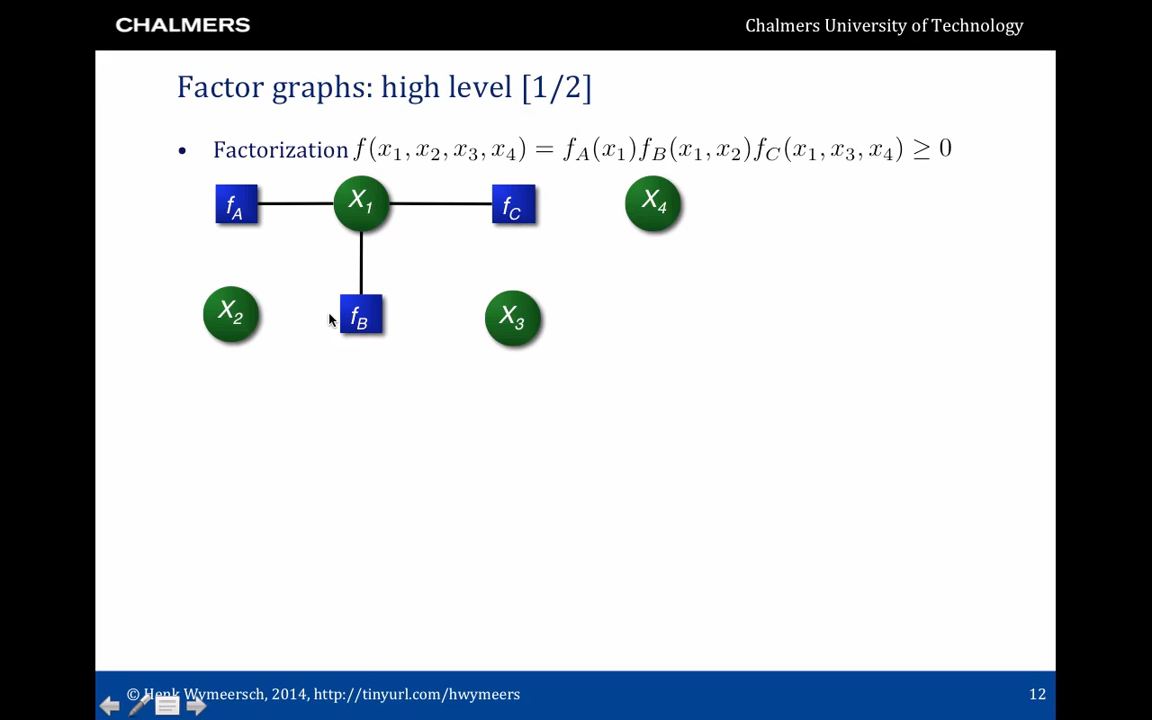 CHALMERS
Chalmers University of Technology
Factor graphs: high level [1/2]
• Factorization f(x₁, x₂, x₃, x₄) = f_A(x₁)f_B(x₁, x₂)f_C(x₁, x₃, x₄) ≥ 0
f_A X₁ f_C X₄
X₂ f_B X₃
© Henk Wymeersch, 2014, http://tinyurl.com/hwymeers
12